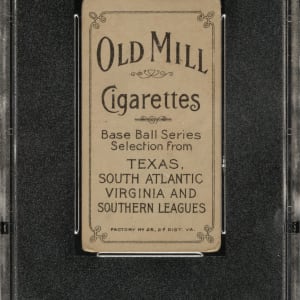 OLD MILL
Cigarettes
Base Ball Series
Selection from
TEXAS,
SOUTH ATLANTIC
VIRGINIA AND
SOUTHERN LEAGUES
FACTORY NO 25, 2D DIST. VA.